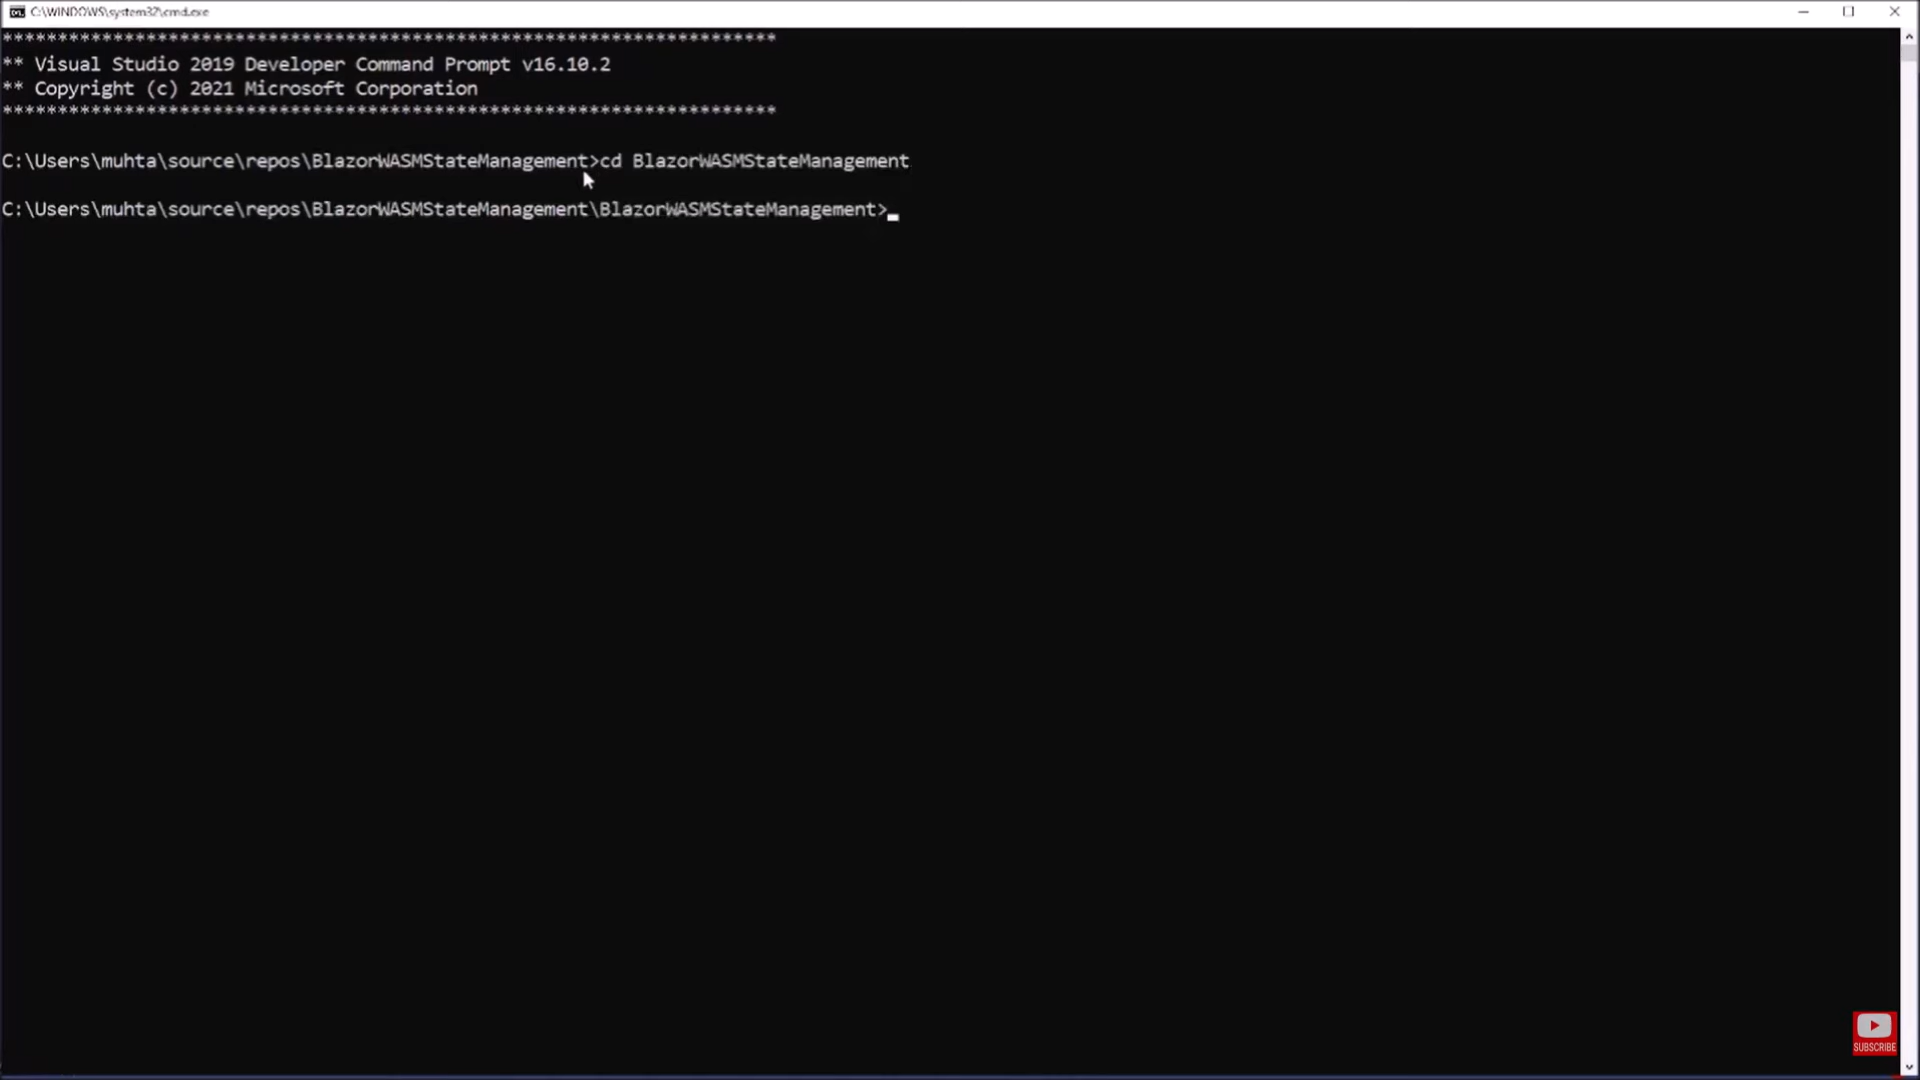 C:\WINDOWS\system32\cmd.exe
**********************************************************************
** Visual Studio 2019 Developer Command Prompt v16.10.2
** Copyright (c) 2021 Microsoft Corporation
**********************************************************************
C:\Users\muhta\source\repos\BlazorWASMStateManagement>cd BlazorWASMStateManagement
C:\Users\muhta\source\repos\BlazorWASMStateManagement\BlazorWASMStateManagement>
SUBSCRIBE